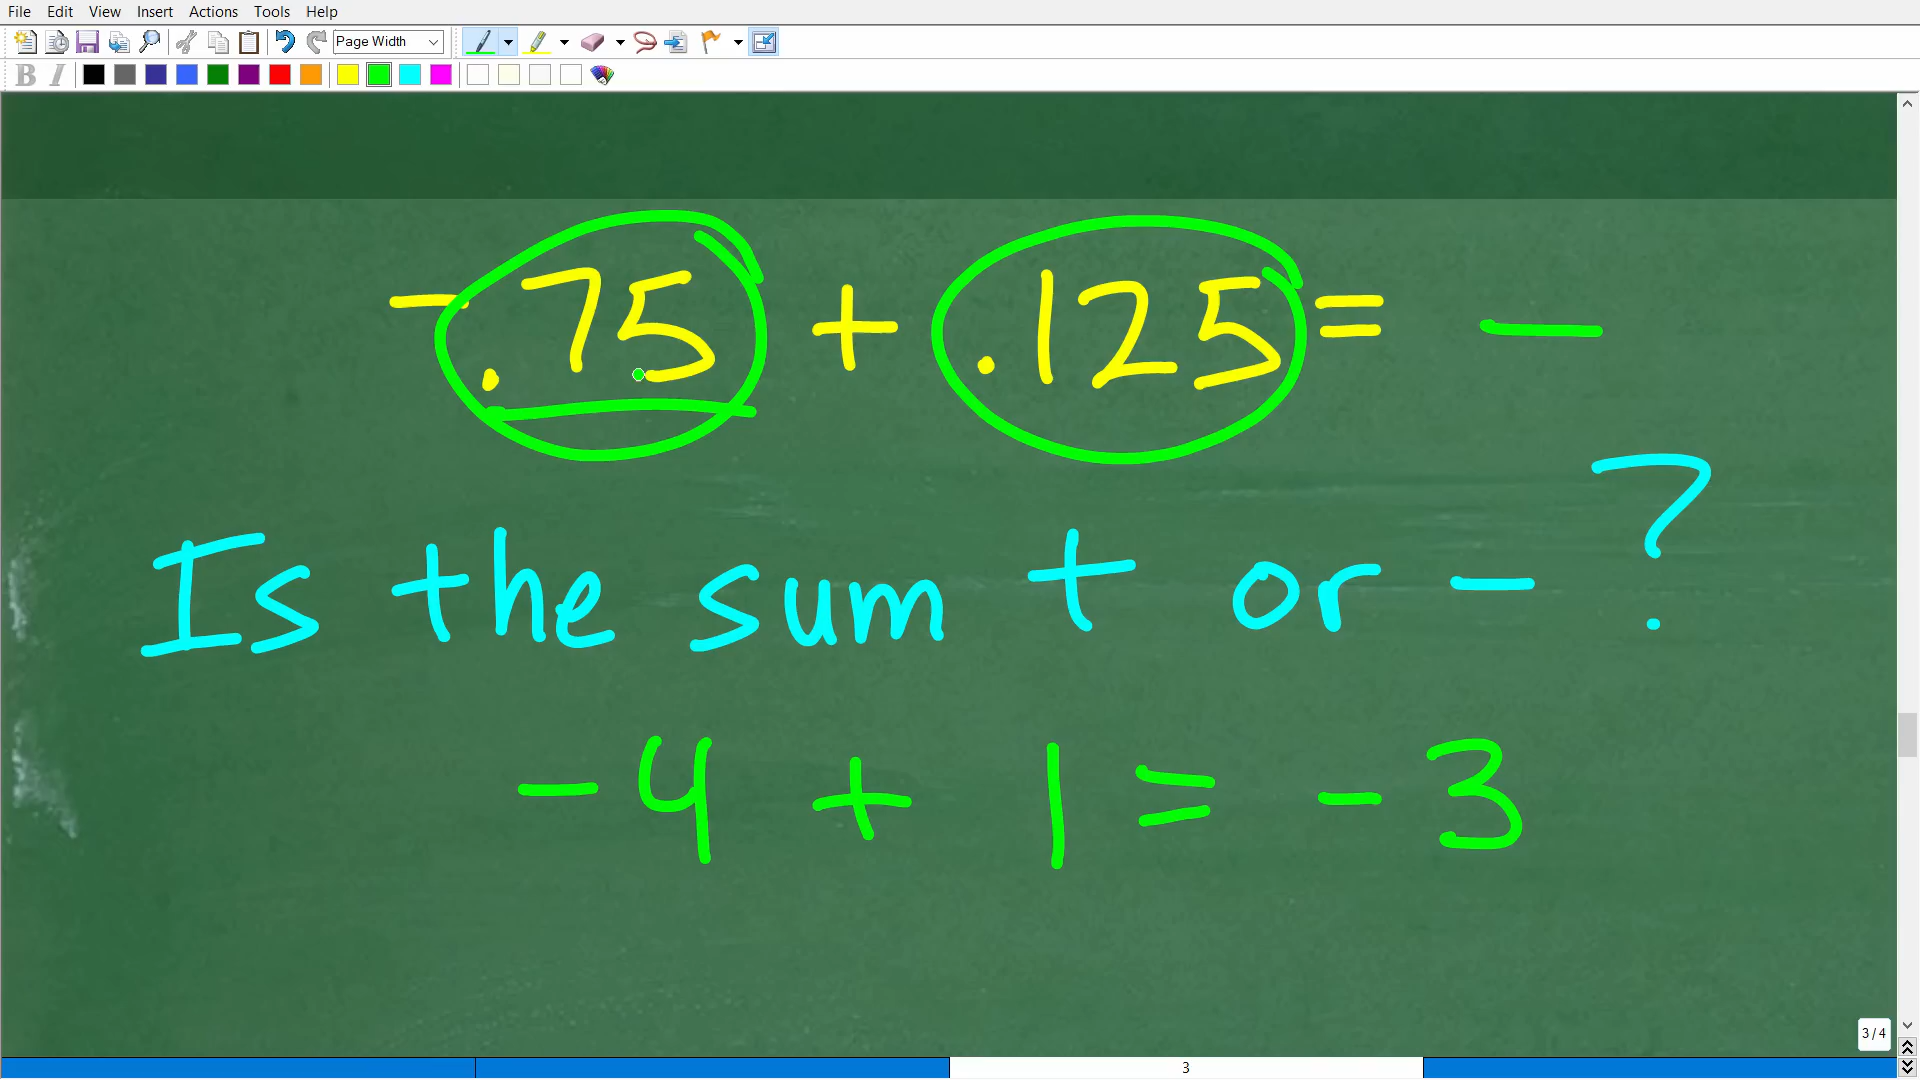 File Edit View Insert Actions Tools Help
Page Width
B I
- .75 + .125 = -
Is the sum + or - ?
- 4 + 1 = - 3
3 / 4
3